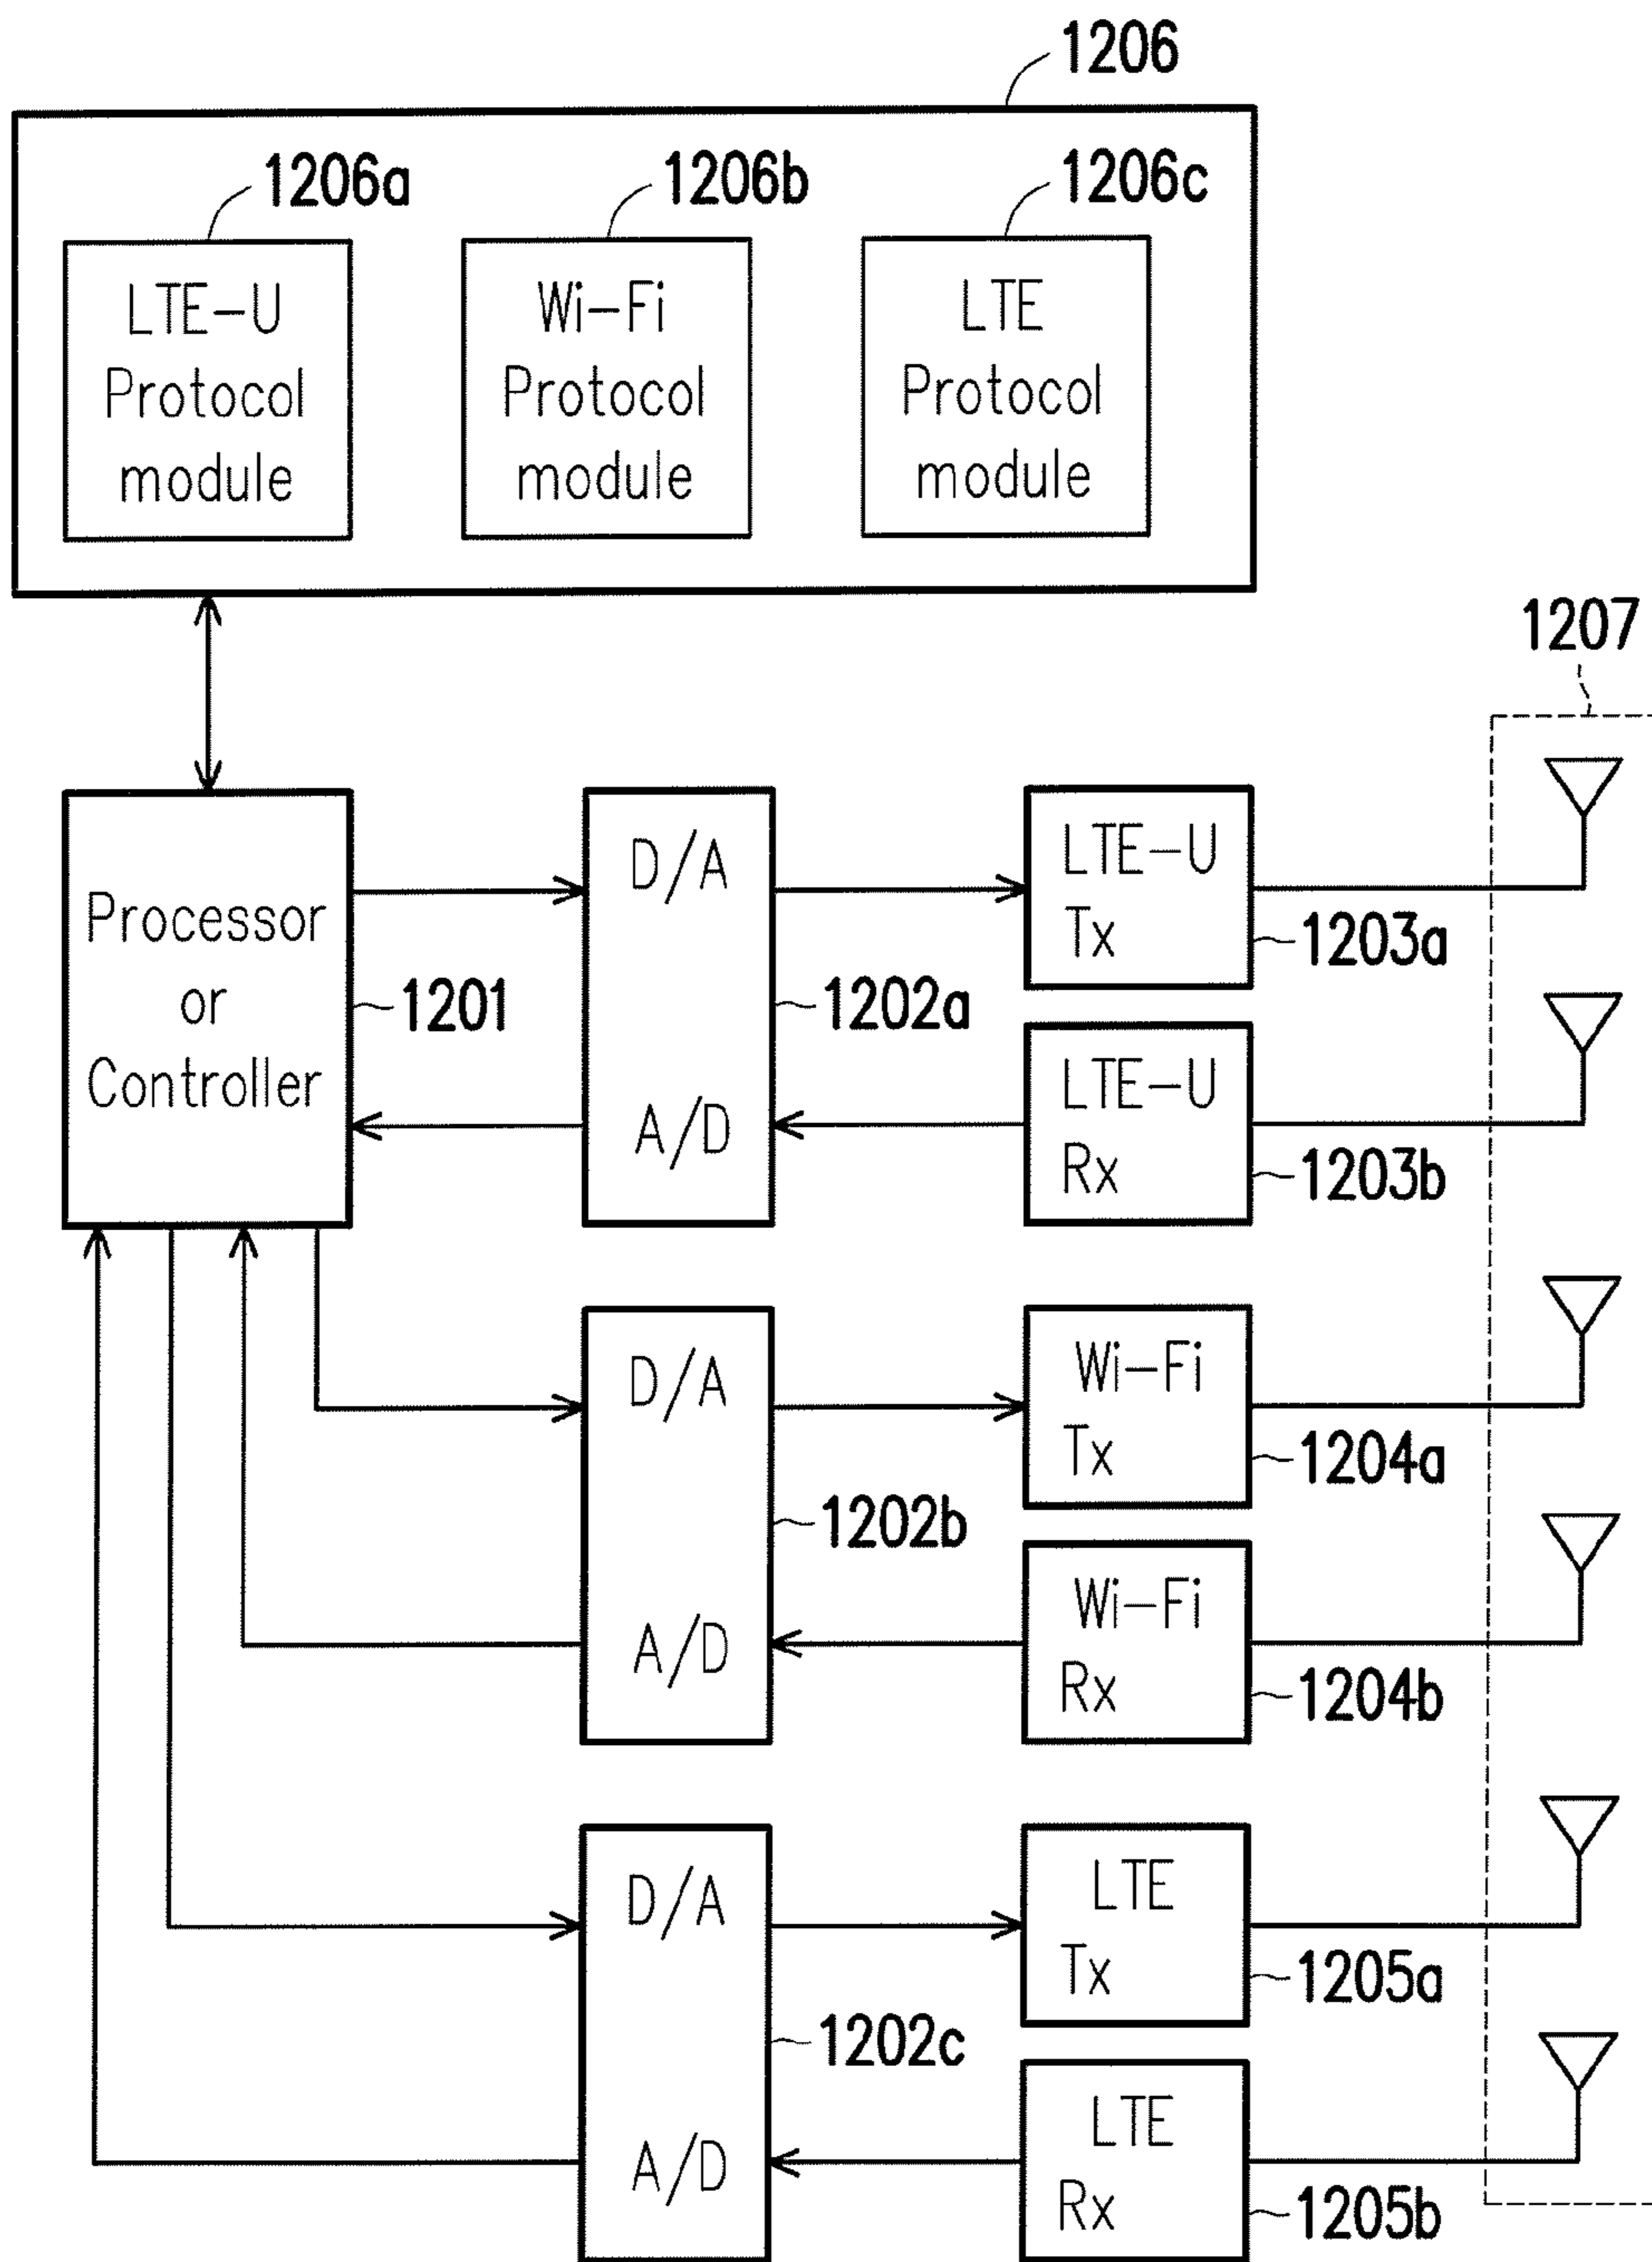 1206
1206a
1206b
1206c
LTE-U
Protocol
module
Wi-Fi
Protocol
module
LTE
Protocol
module
1207
Processor
or
Controller
1201
D/A
A/D
1202a
LTE-U
Tx
1203a
LTE-U
Rx
1203b
D/A
A/D
1202b
Wi-Fi
Tx
1204a
Wi-Fi
Rx
1204b
D/A
A/D
1202c
LTE
Tx
1205a
LTE
Rx
1205b